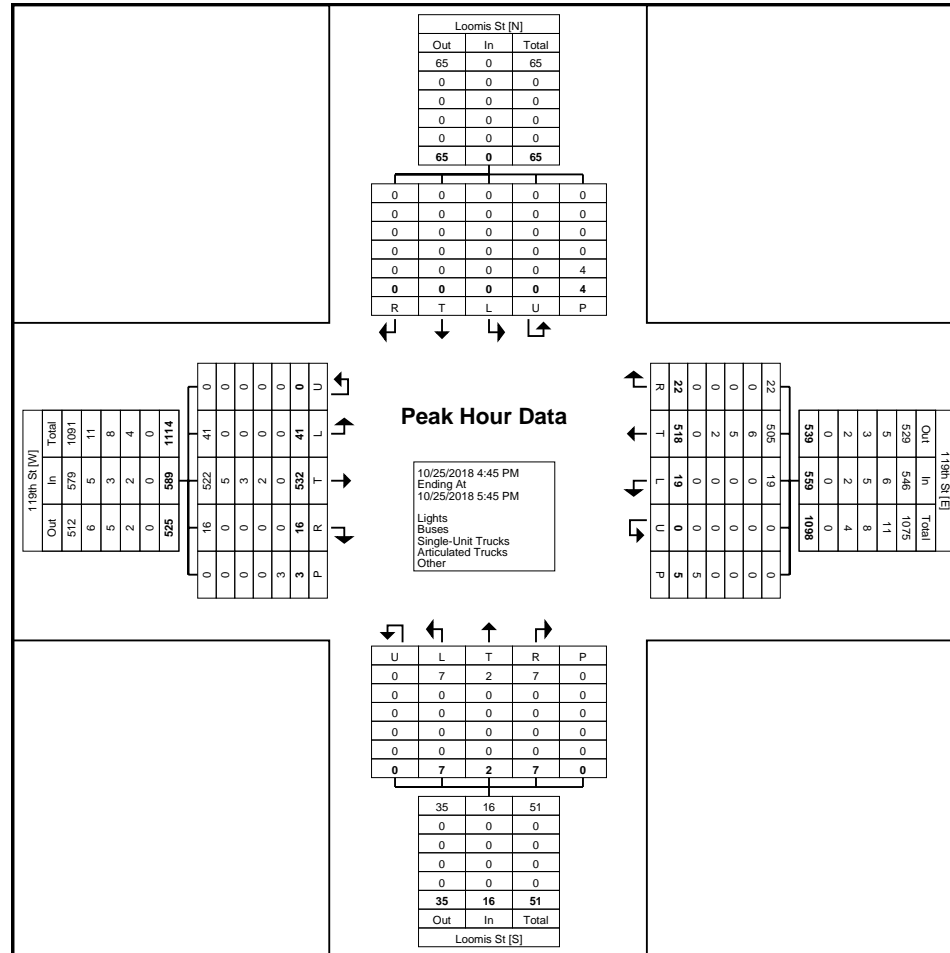 Loomis St [N]
Out In Total
65 0 65
0 0 0
0 0 0
0 0 0
0 0 0
65 0 65
0 0 0 0 0
0 0 0 0 0
0 0 0 0 0
0 0 0 0 0
0 0 0 0 4
0 0 0 0 4
R T L U P
119th St [W]
Out In Total
512 579 1091
6 5 11
5 3 8
2 2 4
0 0 0
525 589 1114
0 41 522 16 0
0 0 5 0 0
0 0 3 0 0
0 0 2 0 0
0 0 0 0 3
0 41 532 16 3
U L T R P
Peak Hour Data
10/25/2018 4:45 PM
Ending At
10/25/2018 5:45 PM
Lights
Buses
Single-Unit Trucks
Articulated Trucks
Other
119th St [E]
Out In Total
529 546 1075
5 6 11
3 5 8
2 2 4
0 0 0
539 559 1098
22 505 19 0 0
0 6 0 0 0
0 5 0 0 0
0 2 0 0 0
0 0 0 0 5
22 518 19 0 5
R T L U P
U L T R P
0 7 2 7 0
0 0 0 0 0
0 0 0 0 0
0 0 0 0 0
0 0 0 0 0
0 7 2 7 0
35 16 51
0 0 0
0 0 0
0 0 0
0 0 0
35 16 51
Out In Total
Loomis St [S]